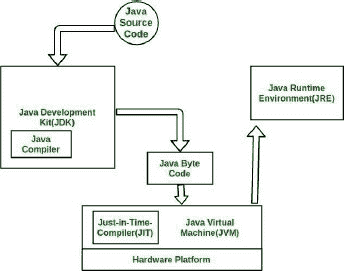 Java
Source
Code
Java Development
Kit(JDK)
Java
Compiler
Java Runtime
Environment(JRE)
Java Byte
Code
Just-in-Time-
Compiler(JIT)
Java Virtual
Machine(JVM)
Hardware Platform